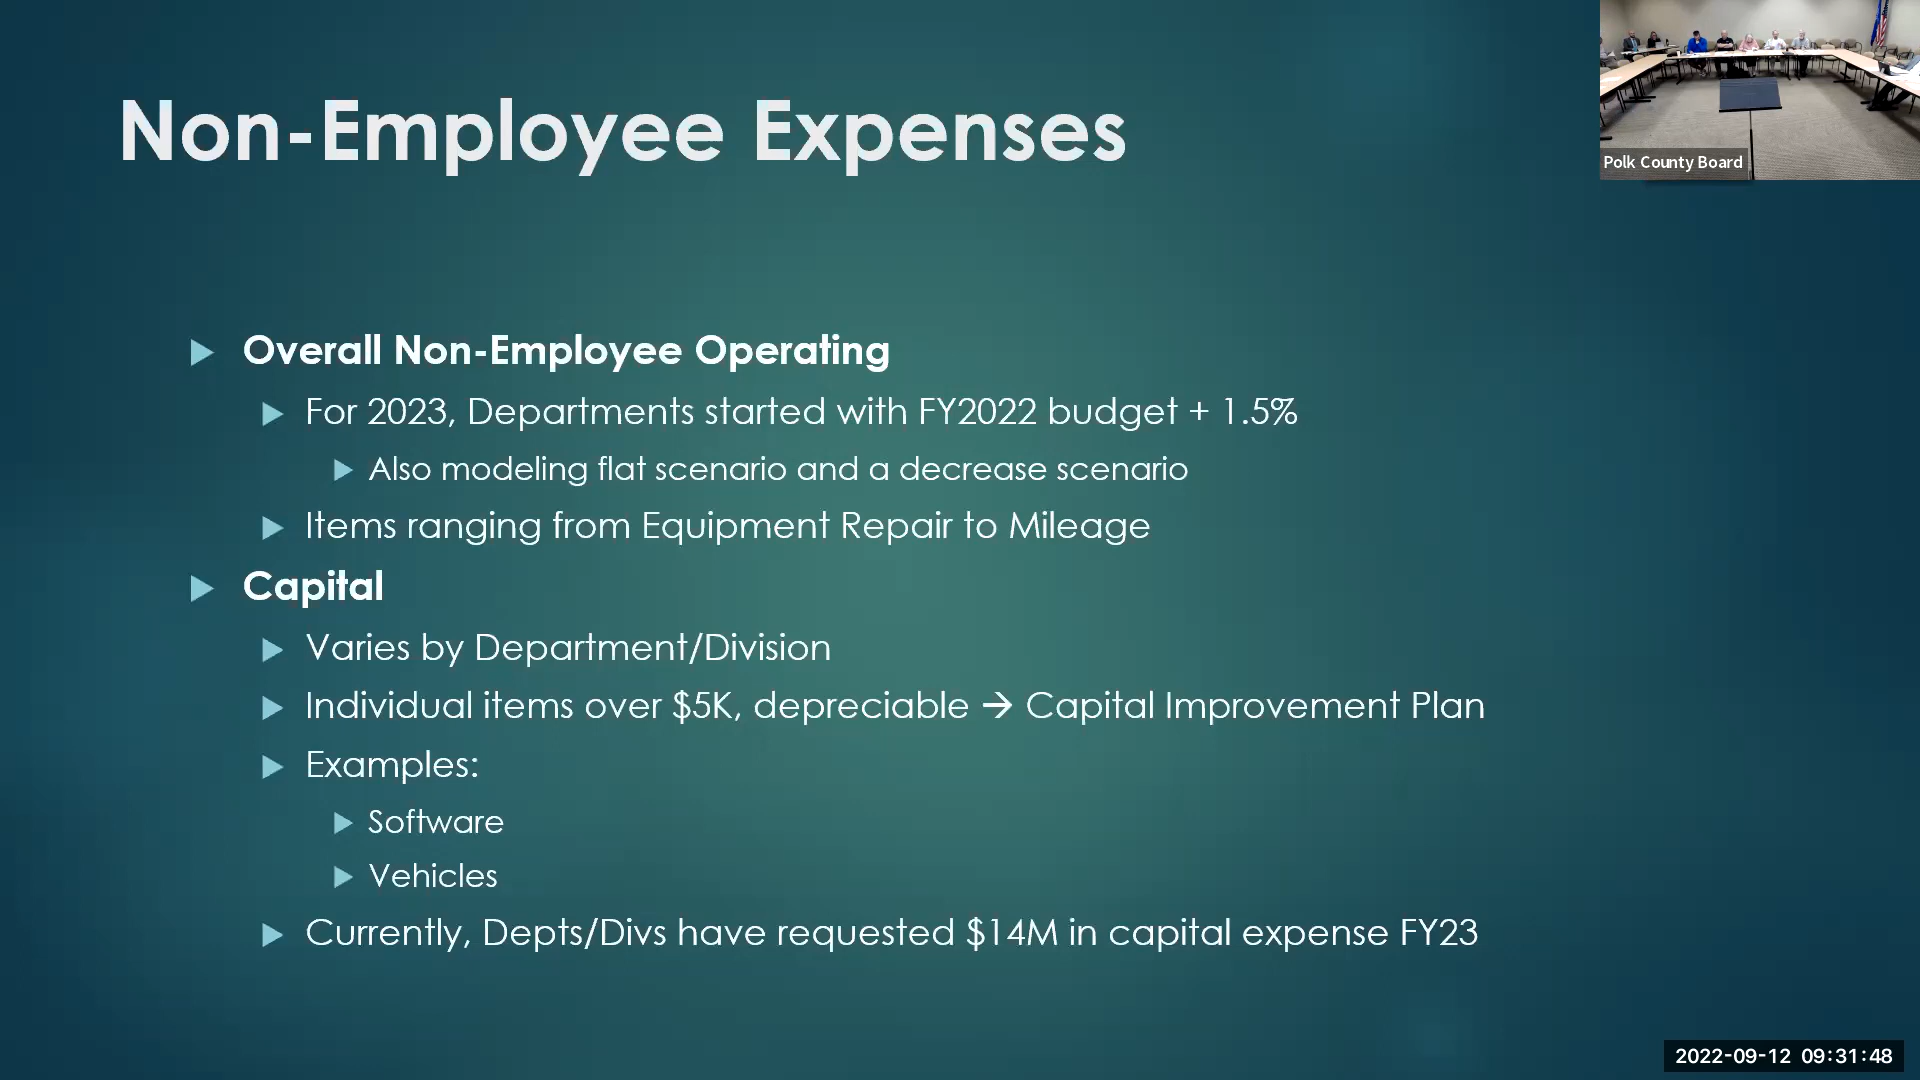 Non-Employee Expenses
Polk County Board
Overall Non-Employee Operating
For 2023, Departments started with FY2022 budget + 1.5%
Also modeling flat scenario and a decrease scenario
Items ranging from Equipment Repair to Mileage
Capital
Varies by Department/Division
Individual items over $5K, depreciable → Capital Improvement Plan
Examples:
Software
Vehicles
Currently, Depts/Divs have requested $14M in capital expense FY23
2022-09-12 09:31:48